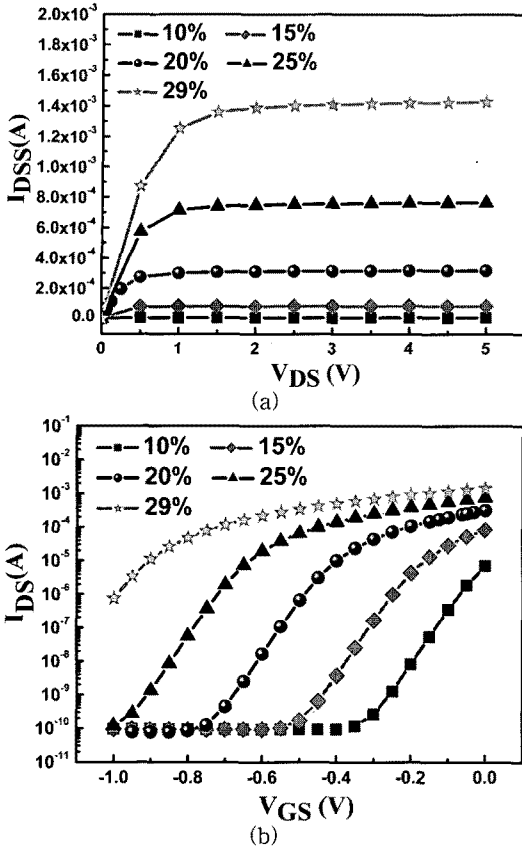 2.0x10⁻³
1.8x10⁻³
1.6x10⁻³
1.4x10⁻³
1.2x10⁻³
1.0x10⁻³
8.0x10⁻⁴
6.0x10⁻⁴
4.0x10⁻⁴
2.0x10⁻⁴
0.0
I_DSS(A)
10% 15%
20% 25%
29%
0 1 2 3 4 5
V_DS (V)
(a)
10⁻¹
10⁻²
10⁻³
10⁻⁴
10⁻⁵
10⁻⁶
10⁻⁷
10⁻⁸
10⁻⁹
10⁻¹⁰
10⁻¹¹
I_DS(A)
10% 15%
20% 25%
29%
-1.0 -0.8 -0.6 -0.4 -0.2 0.0
V_GS (V)
(b)